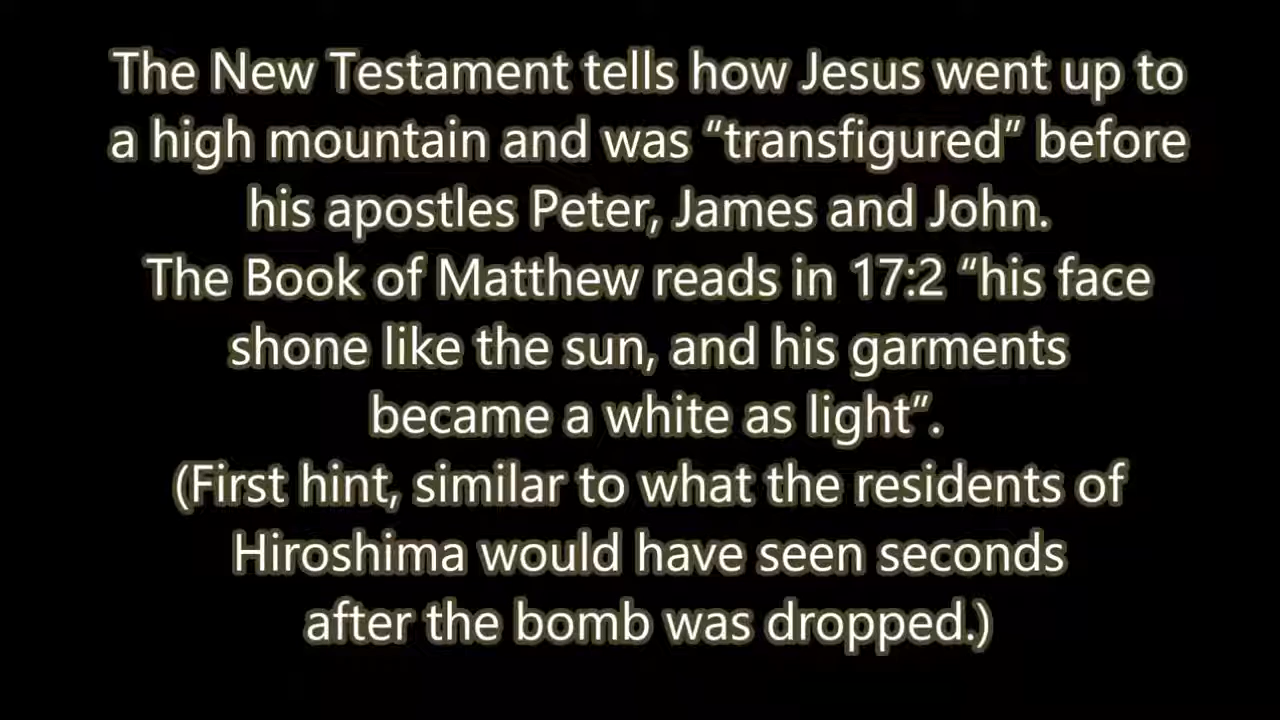 The New Testament tells how Jesus went up to
a high mountain and was “transfigured” before
his apostles Peter, James and John.
The Book of Matthew reads in 17:2 “his face
shone like the sun, and his garments
became a white as light”.
(First hint, similar to what the residents of
Hiroshima would have seen seconds
after the bomb was dropped.)